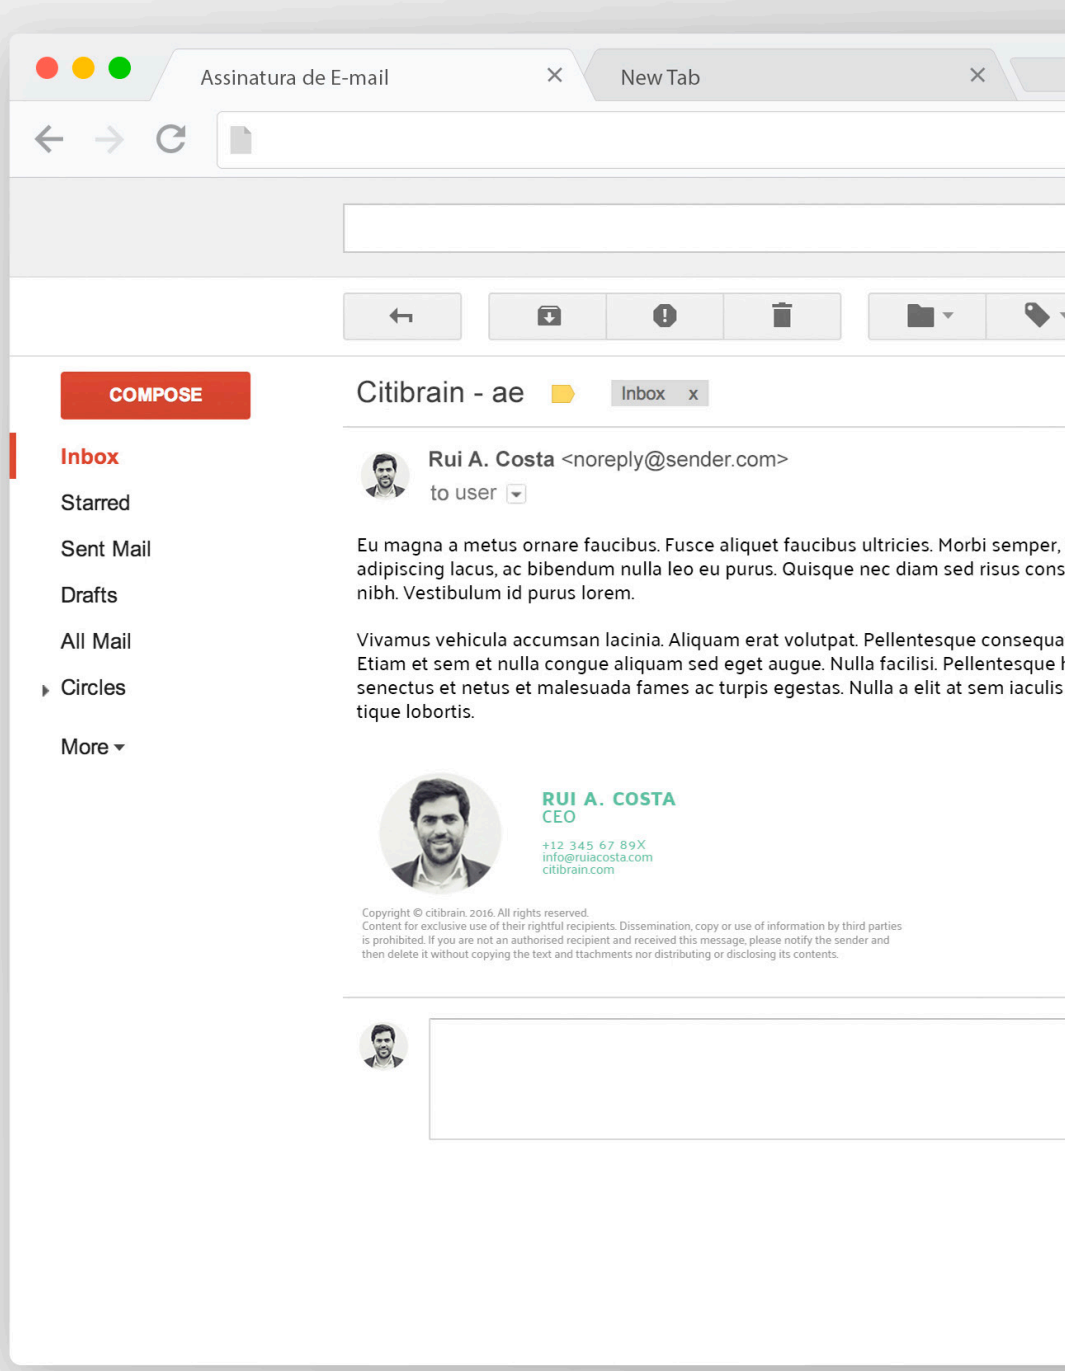 Assinatura de E-mail
New Tab
COMPOSE
Inbox
Starred
Sent Mail
Drafts
All Mail
Circles
More
Citibrain - ae
Inbox x
Rui A. Costa <noreply@sender.com>
to user
Eu magna a metus ornare faucibus. Fusce aliquet faucibus ultricies. Morbi semper,
adipiscing lacus, ac bibendum nulla leo eu purus. Quisque nec diam sed risus cons
nibh. Vestibulum id purus lorem.
Vivamus vehicula accumsan lacinia. Aliquam erat volutpat. Pellentesque consequa
Etiam et sem et nulla congue aliquam sed eget augue. Nulla facilisi. Pellentesque
senectus et netus et malesuada fames ac turpis egestas. Nulla a elit at sem iaculis
tique lobortis.
RUI A. COSTA
CEO
+12 345 67 89X
info@ruiacosta.com
citibrain.com
Copyright © citibrain. 2016. All rights reserved.
Content for exclusive use of their rightful recipients. Dissemination, copy or use of information by third parties
is prohibited. If you are not an authorised recipient and received this message, please notify the sender and
then delete it without copying the text and ttachments nor distributing or disclosing its contents.